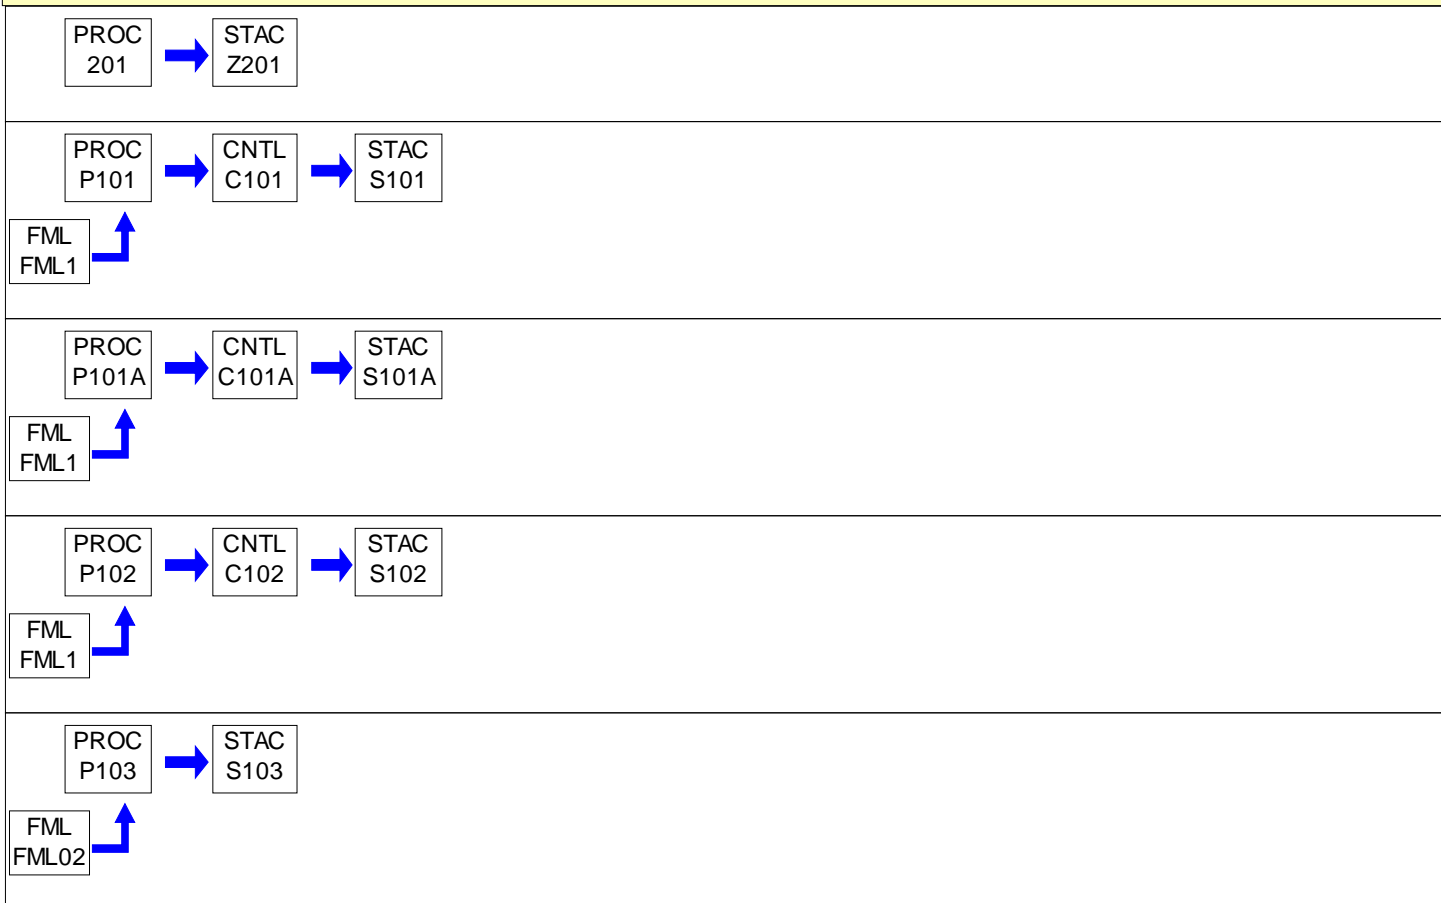 PROC
201
STAC
Z201
PROC
P101
CNTL
C101
STAC
S101
FML
FML1
PROC
P101A
CNTL
C101A
STAC
S101A
FML
FML1
PROC
P102
CNTL
C102
STAC
S102
FML
FML1
PROC
P103
STAC
S103
FML
FML02